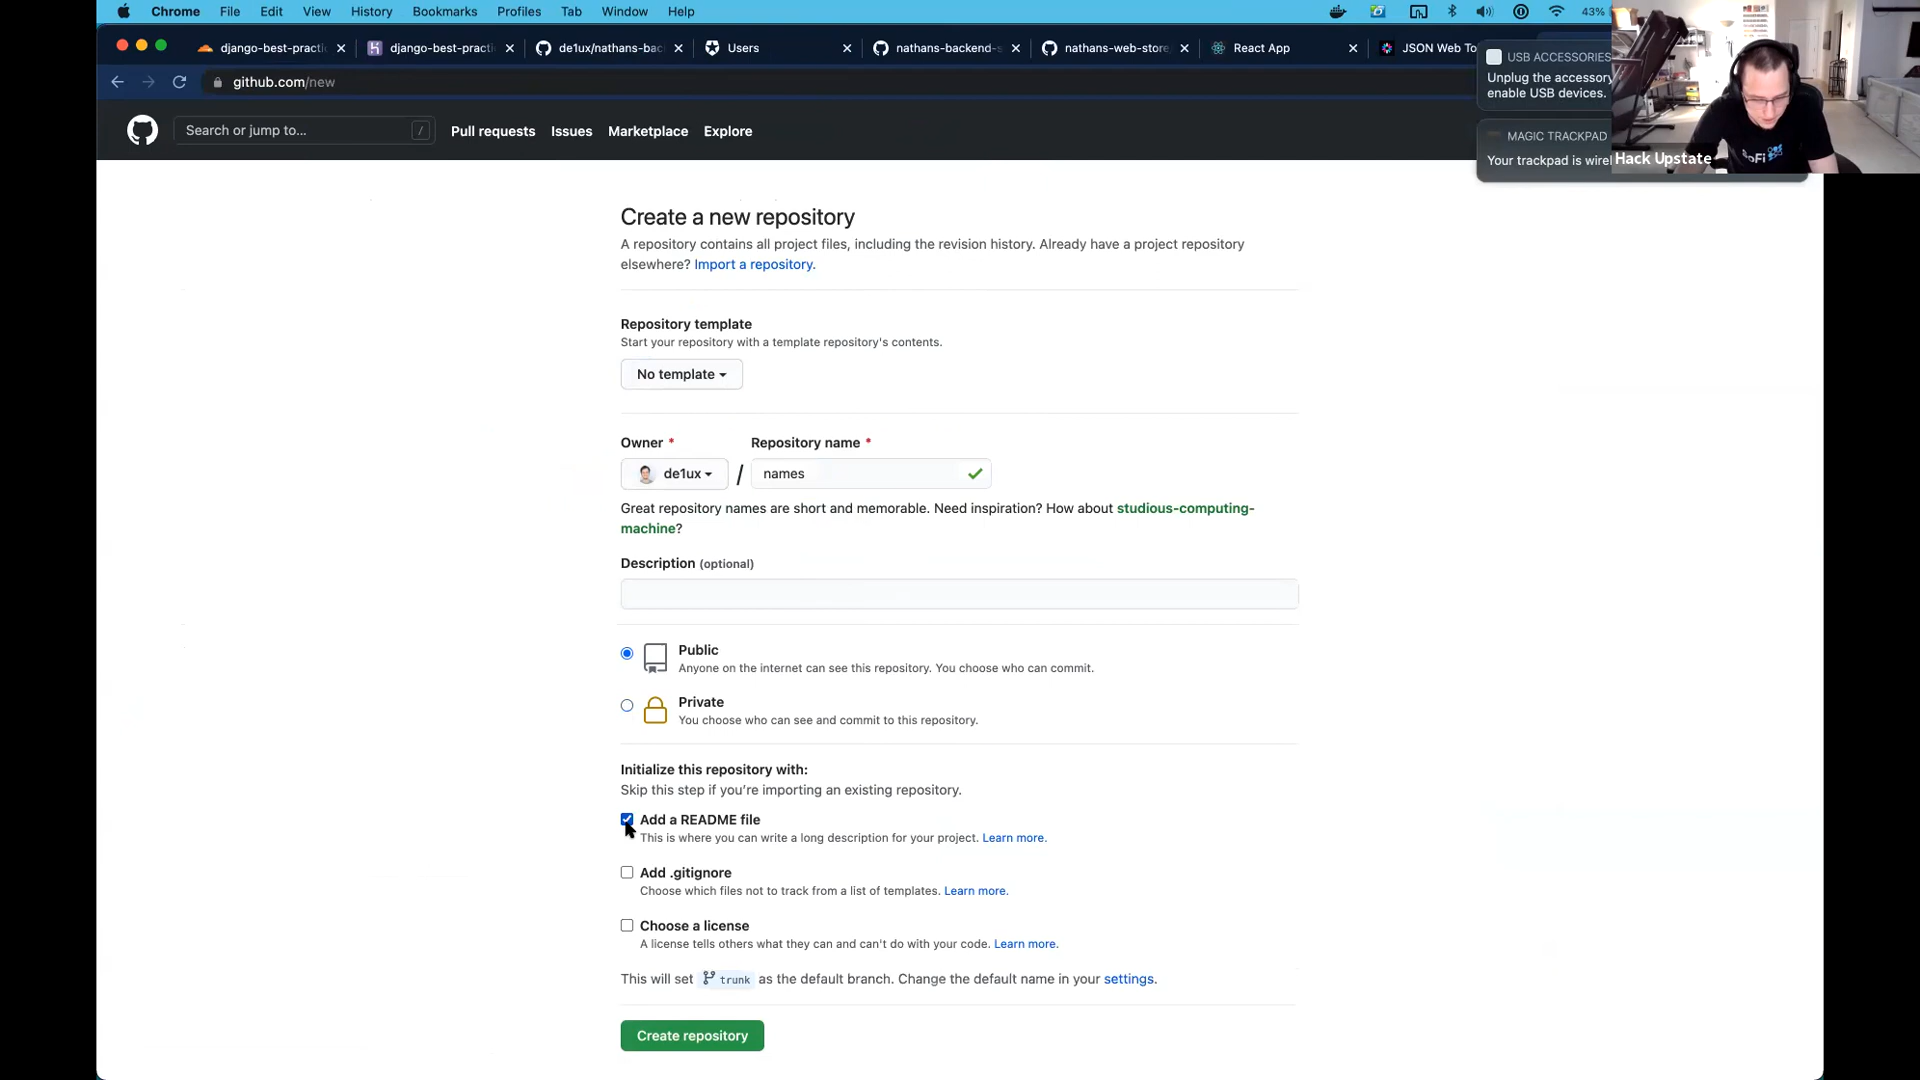 Chrome File Edit View History Bookmarks Profiles Tab Window Help 43%
django-best-practi django-best-practi de1ux/nathans-bac Users nathans-backend-s nathans-web-store React App JSON Web To
github.com/new
USB ACCESSORIES
Unplug the accessory
enable USB devices.
MAGIC TRACKPAD
Your trackpad is wirel
Hack Upstate
Search or jump to... / Pull requests Issues Marketplace Explore
Create a new repository
A repository contains all project files, including the revision history. Already have a project repository
elsewhere? Import a repository.
Repository template
Start your repository with a template repository's contents.
No template
Owner * Repository name *
de1ux / names
Great repository names are short and memorable. Need inspiration? How about studious-computing-
machine?
Description (optional)
Public
Anyone on the internet can see this repository. You choose who can commit.
Private
You choose who can see and commit to this repository.
Initialize this repository with:
Skip this step if you're importing an existing repository.
Add a README file
This is where you can write a long description for your project. Learn more.
Add .gitignore
Choose which files not to track from a list of templates. Learn more.
Choose a license
A license tells others what they can and can't do with your code. Learn more.
This will set trunk as the default branch. Change the default name in your settings.
Create repository